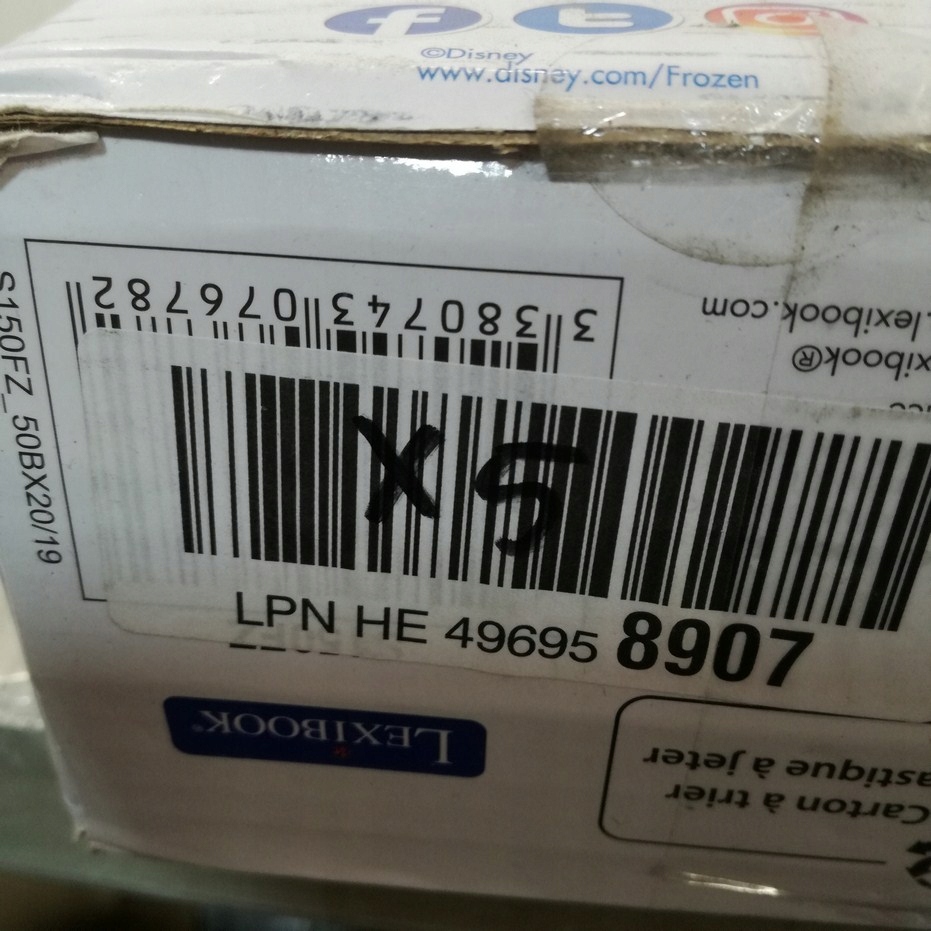 ©Disney
www.disney.com/Frozen
S150FZ_50BX20/19
3 380743 076782
.lexibook.com
xibook®
X5
LPN HE 49695 8907
LEXIBOOK®
Carton à trier
astique à jeter